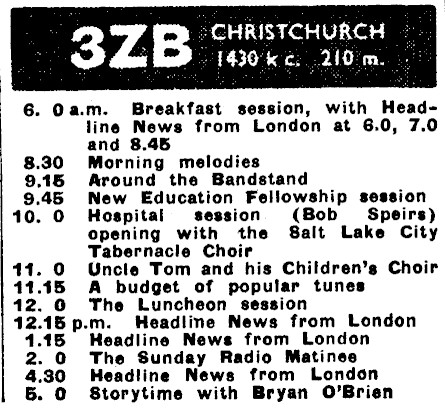 3ZB CHRISTCHURCH
1430 k c. 210 m.
6. 0 a.m. Breakfast session, with Head-
line News from London at 6.0, 7.0
and 8.45
8.30 Morning melodies
9.15 Around the Bandstand
9.45 New Education Fellowship session
10. 0 Hospital session (Bob Speirs)
opening with the Salt Lake City
Tabernacle Choir
11. 0 Uncle Tom and his Children's Choir
11.15 A budget of popular tunes
12. 0 The Luncheon session
12.15 p.m. Headline News from London
1.15 Headline News from London
2. 0 The Sunday Radio Matinee
4.30 Headline News from London
5. 0 Storytime with Bryan O'Brien